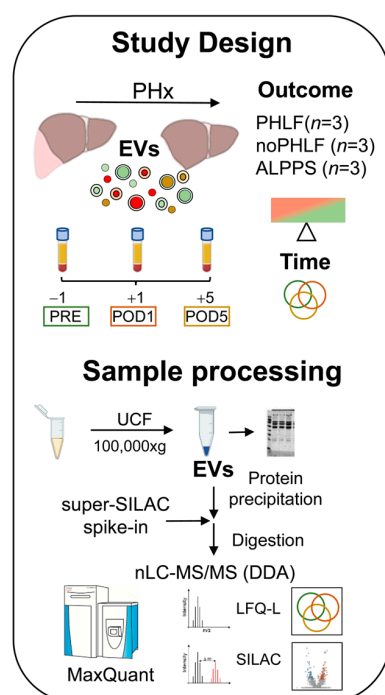 Study Design
PHx
Outcome
PHLF(n=3)
noPHLF (n=3)
ALPPS (n=3)
EVs
Time
−1
+1
+5
PRE
POD1
POD5
Sample processing
UCF
100,000xg
EVs
Protein
precipitation
super-SILAC
spike-in
Digestion
nLC-MS/MS (DDA)
Intensity
m/z
LFQ-L
Intensity
SILAC
MaxQuant